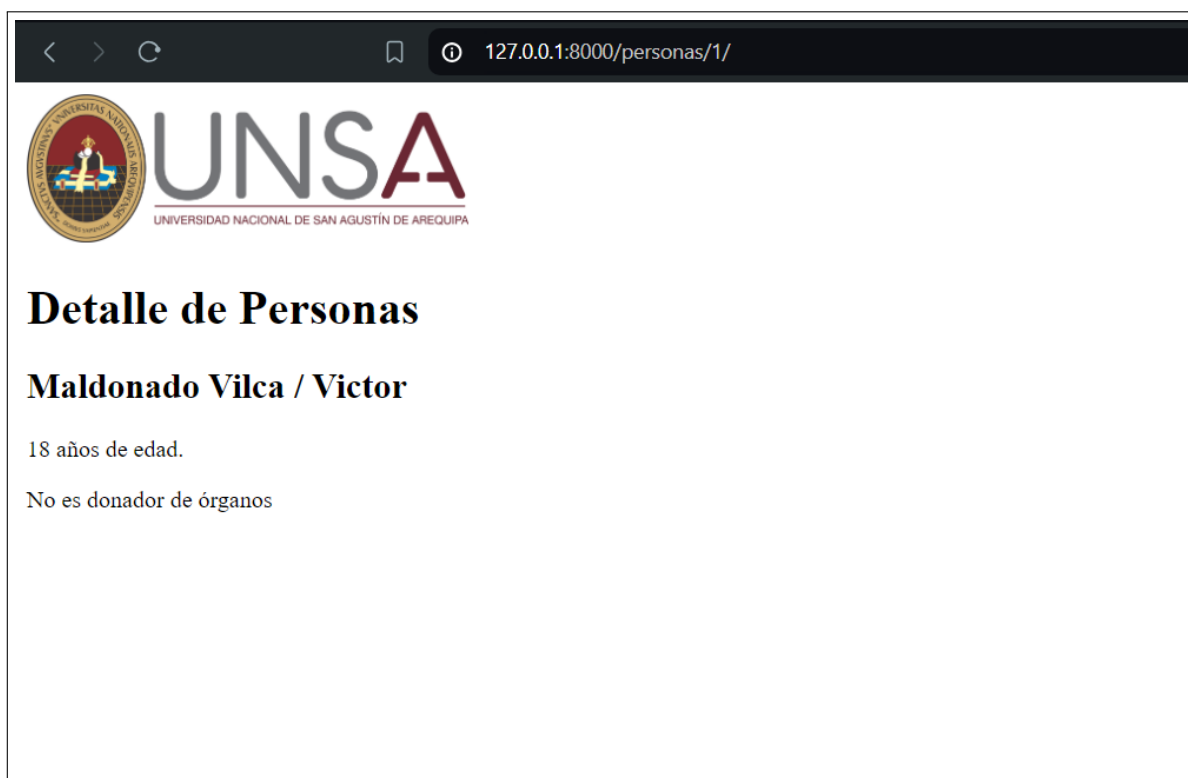 127.0.0.1:8000/personas/1/
UNSA
UNIVERSIDAD NACIONAL DE SAN AGUSTÍN DE AREQUIPA
Detalle de Personas
Maldonado Vilca / Victor
18 años de edad.
No es donador de órganos